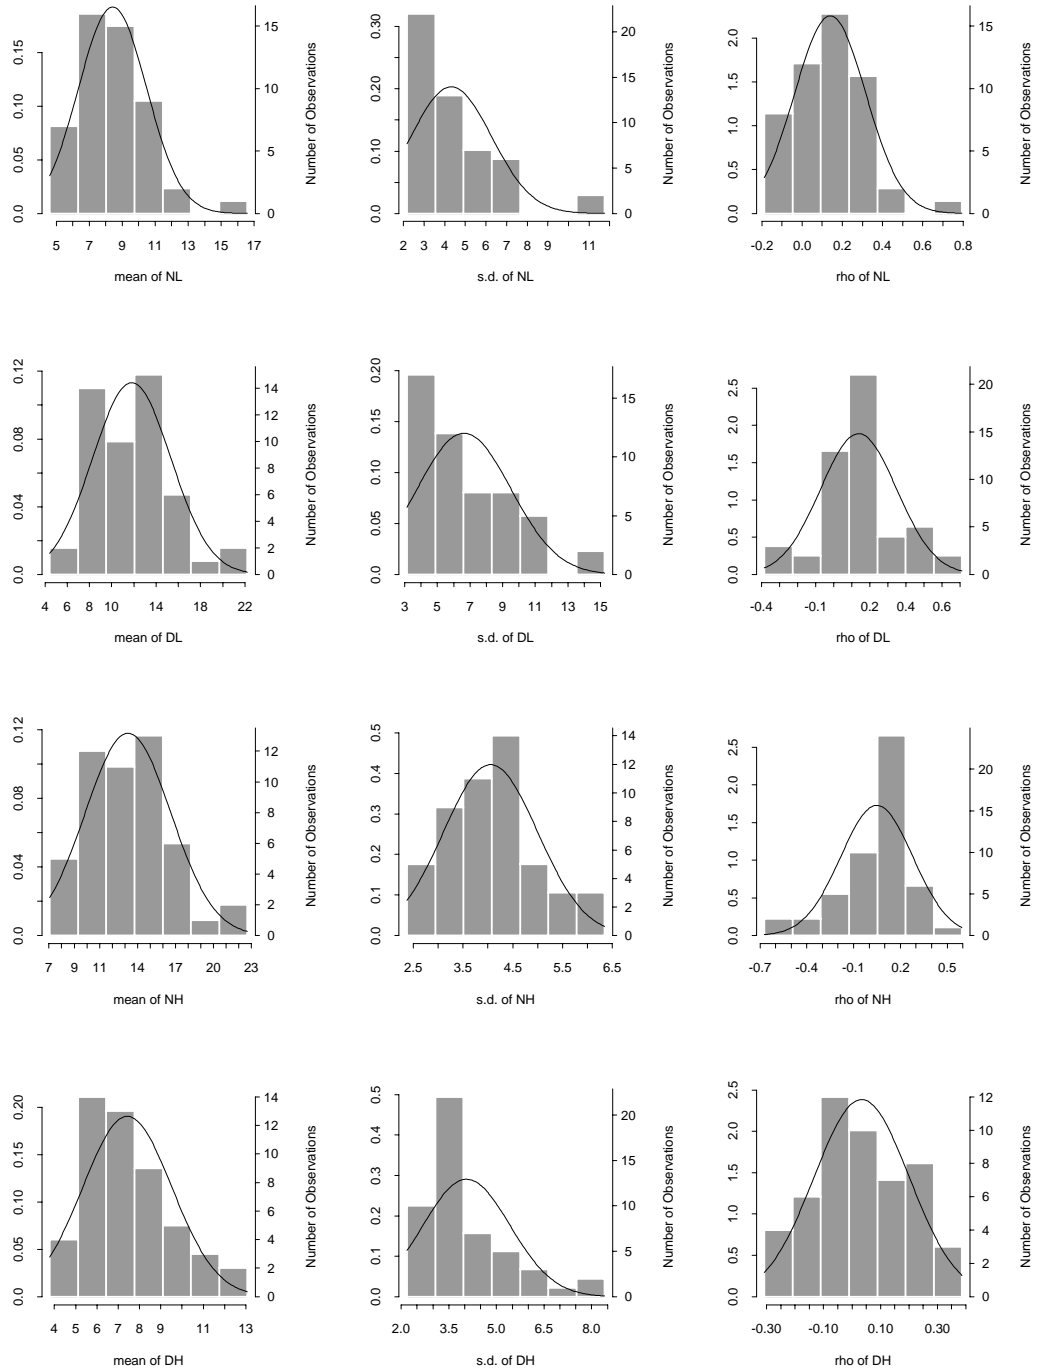 0.0 0.05 0.10 0.15
0 5 10 15
Number of Observations
5 7 9 11 13 15 17
mean of NL
0.0 0.10 0.20 0.30
0 5 10 15 20
Number of Observations
2 3 4 5 6 7 8 9 11
s.d. of NL
0.0 0.5 1.0 1.5 2.0
0 5 10 15
Number of Observations
-0.2 0.0 0.2 0.4 0.6 0.8
rho of NL
0.0 0.04 0.08 0.12
0 2 4 6 8 10 12 14
Number of Observations
4 6 8 10 14 18 22
mean of DL
0.0 0.05 0.10 0.15 0.20
0 5 10 15
Number of Observations
3 5 7 9 11 13 15
s.d. of DL
0.0 0.5 1.0 1.5 2.0 2.5
0 5 10 15 20
Number of Observations
-0.4 -0.1 0.2 0.4 0.6
rho of DL
0.0 0.04 0.08 0.12
0 2 4 6 8 10 12
Number of Observations
7 9 11 14 17 20 23
mean of NH
0.0 0.1 0.2 0.3 0.4 0.5
0 2 4 6 8 10 12 14
Number of Observations
2.5 3.5 4.5 5.5 6.5
s.d. of NH
0.0 0.5 1.0 1.5 2.0 2.5
0 5 10 15 20
Number of Observations
-0.7 -0.4 -0.1 0.2 0.5
rho of NH
0.0 0.05 0.10 0.15 0.20
0 2 4 6 8 10 12 14
Number of Observations
4 5 6 7 8 9 11 13
mean of DH
0.0 0.1 0.2 0.3 0.4 0.5
0 5 10 15 20
Number of Observations
2.0 3.5 5.0 6.5 8.0
s.d. of DH
0.0 0.5 1.0 1.5 2.0 2.5
0 2 4 6 8 10 12
Number of Observations
-0.30 -0.10 0.10 0.30
rho of DH